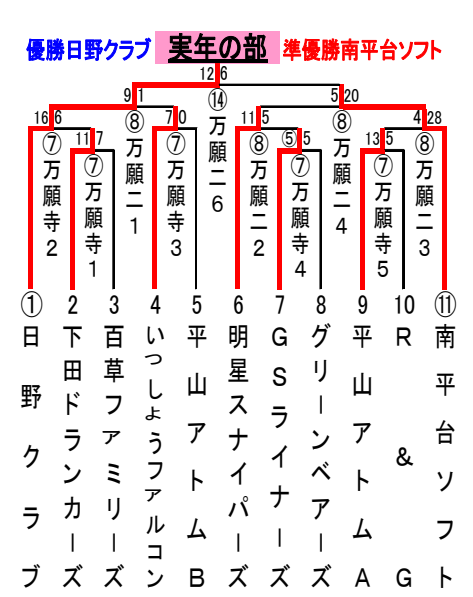 優勝日野クラブ 実年の部 準優勝南平台ソフト
12 6
⑭万願二6
9 1
⑧万願二1
5 20
⑧万願二4
16 6
⑦万願寺2
7 0
⑦万願寺3
11 5
⑧万願二2
4 28
⑧万願二3
11 7
⑦万願寺1
⑤ 5
⑦万願寺4
13 5
⑦万願寺5
①日野クラブ
2下田ドランカーズ
3百草ファミリーズ
4いっしょうファルコン
5平山アトムB
6明星スナイパーズ
7GSライナーズ
8グリーンベアーズ
9平山アトムA
10R&G
⑪南平台ソフト